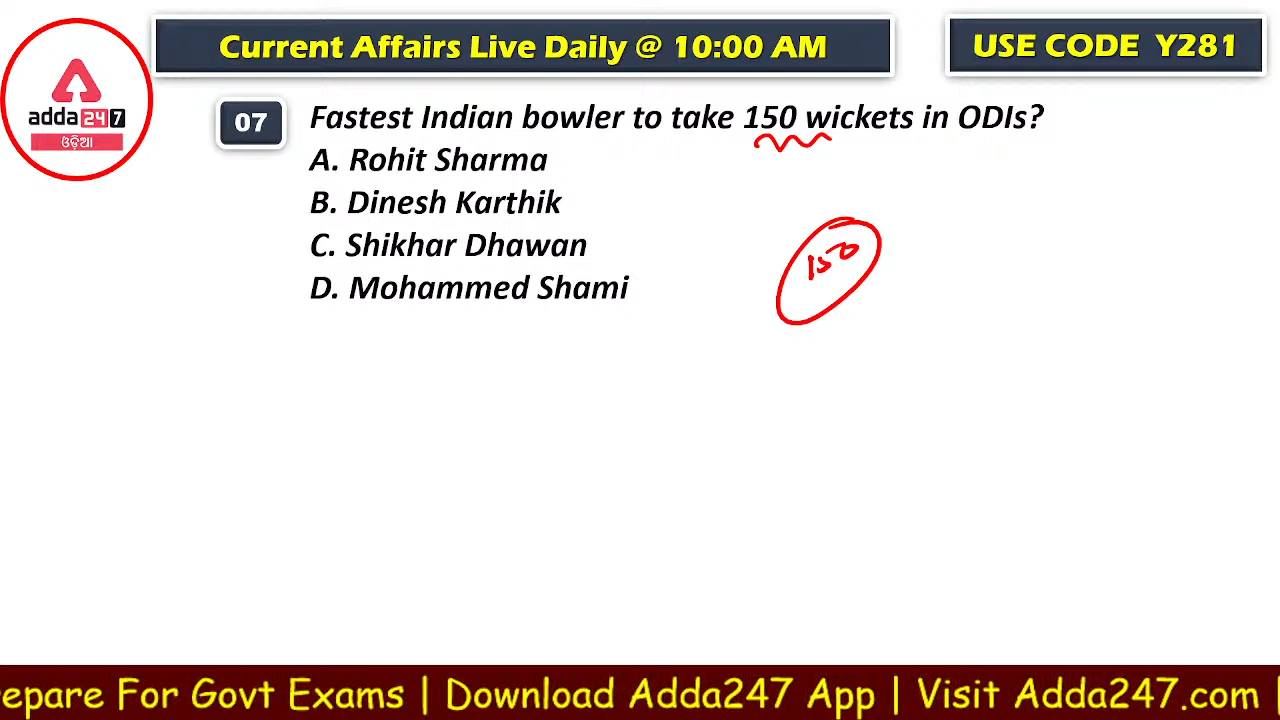 Current Affairs Live Daily @ 10:00 AM
USE CODE Y281
adda247
ଓଡ଼ିଆ
07
Fastest Indian bowler to take 150 wickets in ODIs?
A. Rohit Sharma
B. Dinesh Karthik
C. Shikhar Dhawan
D. Mohammed Shami
150
repare For Govt Exams | Download Adda247 App | Visit Adda247.com |